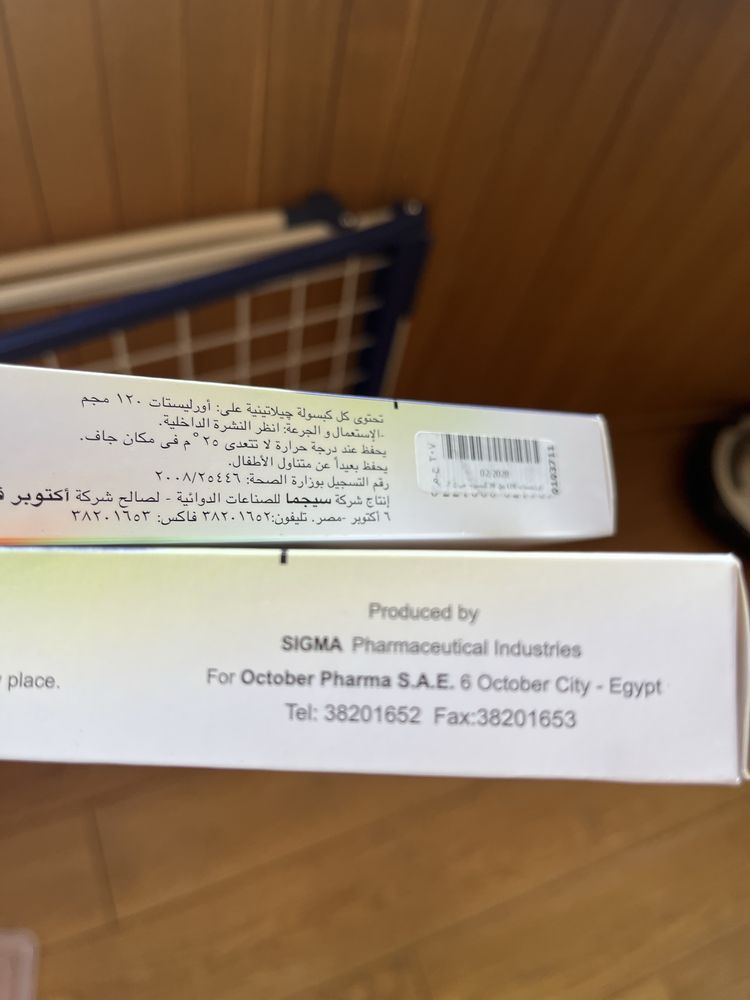 تحتوى كل كبسولة چيلاتينية على: أورليستات ١٢٠ مجم
-الإستعمال و الجرعة: انظر النشرة الداخلية.
يحفظ عند درجة حرارة لا تتعدى ٢٥°م فى مكان جاف.
يحفظ بعيداً عن متناول الأطفال.
رقم التسجيل بوزارة الصحة: ٢٠٠٨/٢٥٤٤٦
إنتاج شركة سيجما للصناعات الدوائية - لصالح شركة أكتوبر
٦ أكتوبر -مصر. تليفون:٣٨٢٠١٦٥٢ فاكس: ٣٨٢٠١٦٥٣
02/2020
Produced by
SIGMA Pharmaceutical Industries
place.
For October Pharma S.A.E. 6 October City - Egypt
Tel: 38201652 Fax:38201653